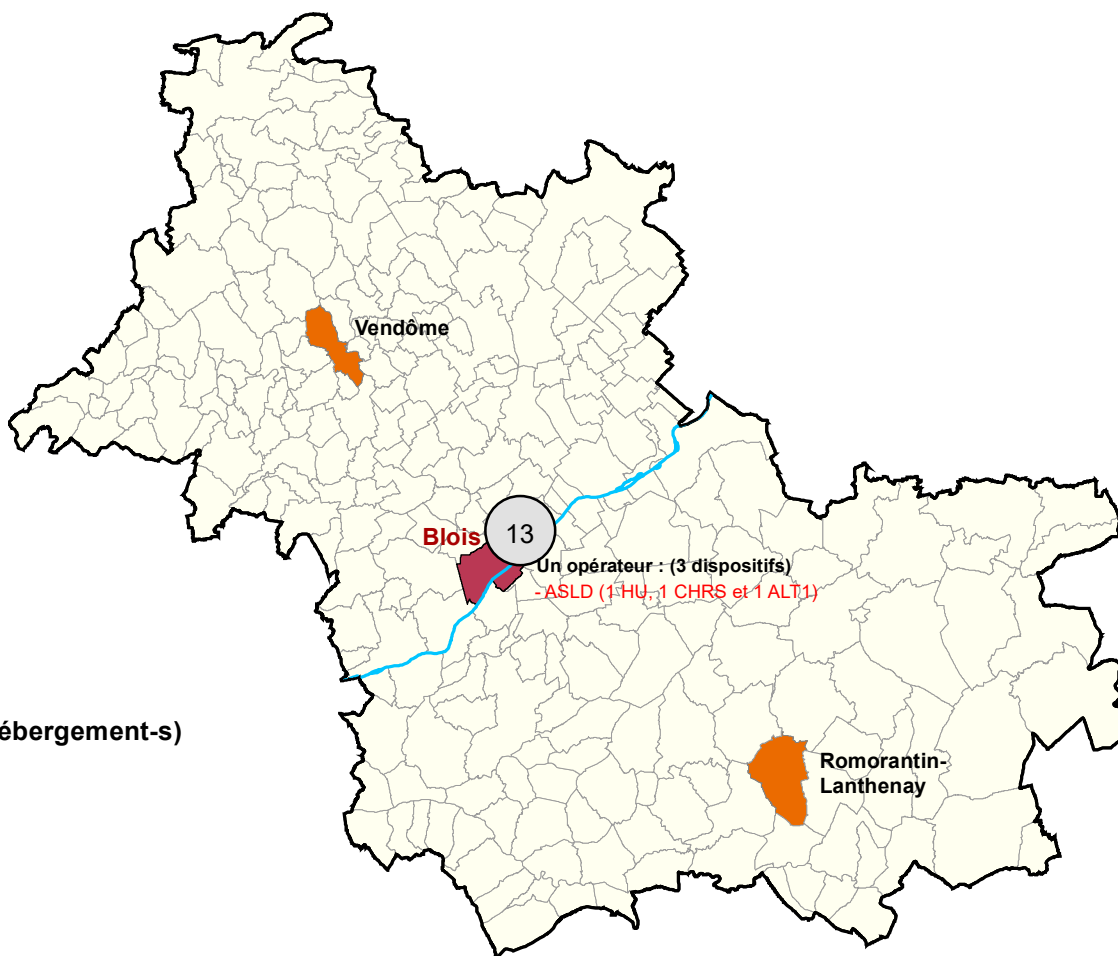 Vendôme
Blois
13
Un opérateur : (3 dispositifs)
- ASLD (1 HU, 1 CHRS et 1 ALT1)
ébergement-s)
Romorantin-
Lanthenay